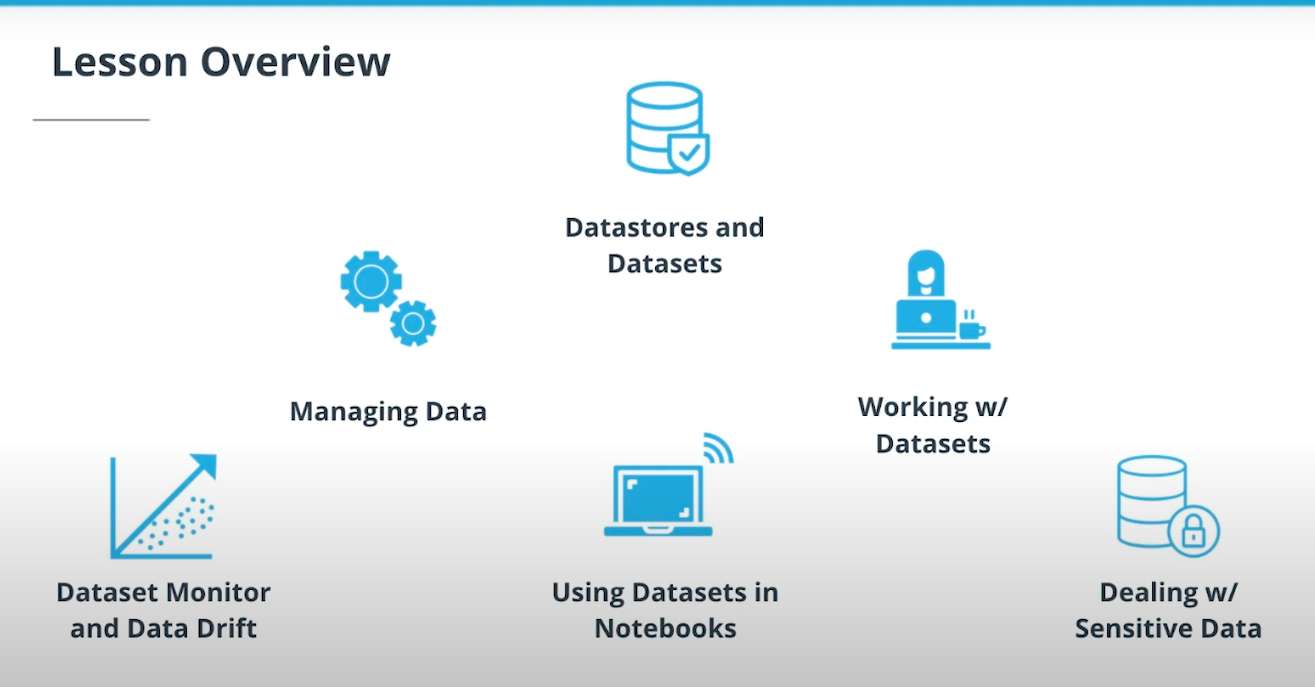 Lesson Overview
Datastores and
Datasets
Managing Data
Working w/
Datasets
Dataset Monitor
and Data Drift
Using Datasets in
Notebooks
Dealing w/
Sensitive Data